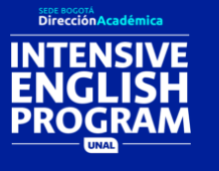 SEDE BOGOTÁ
DirecciónAcadémica
INTENSIVE
ENGLISH
PROGRAM
UNAL